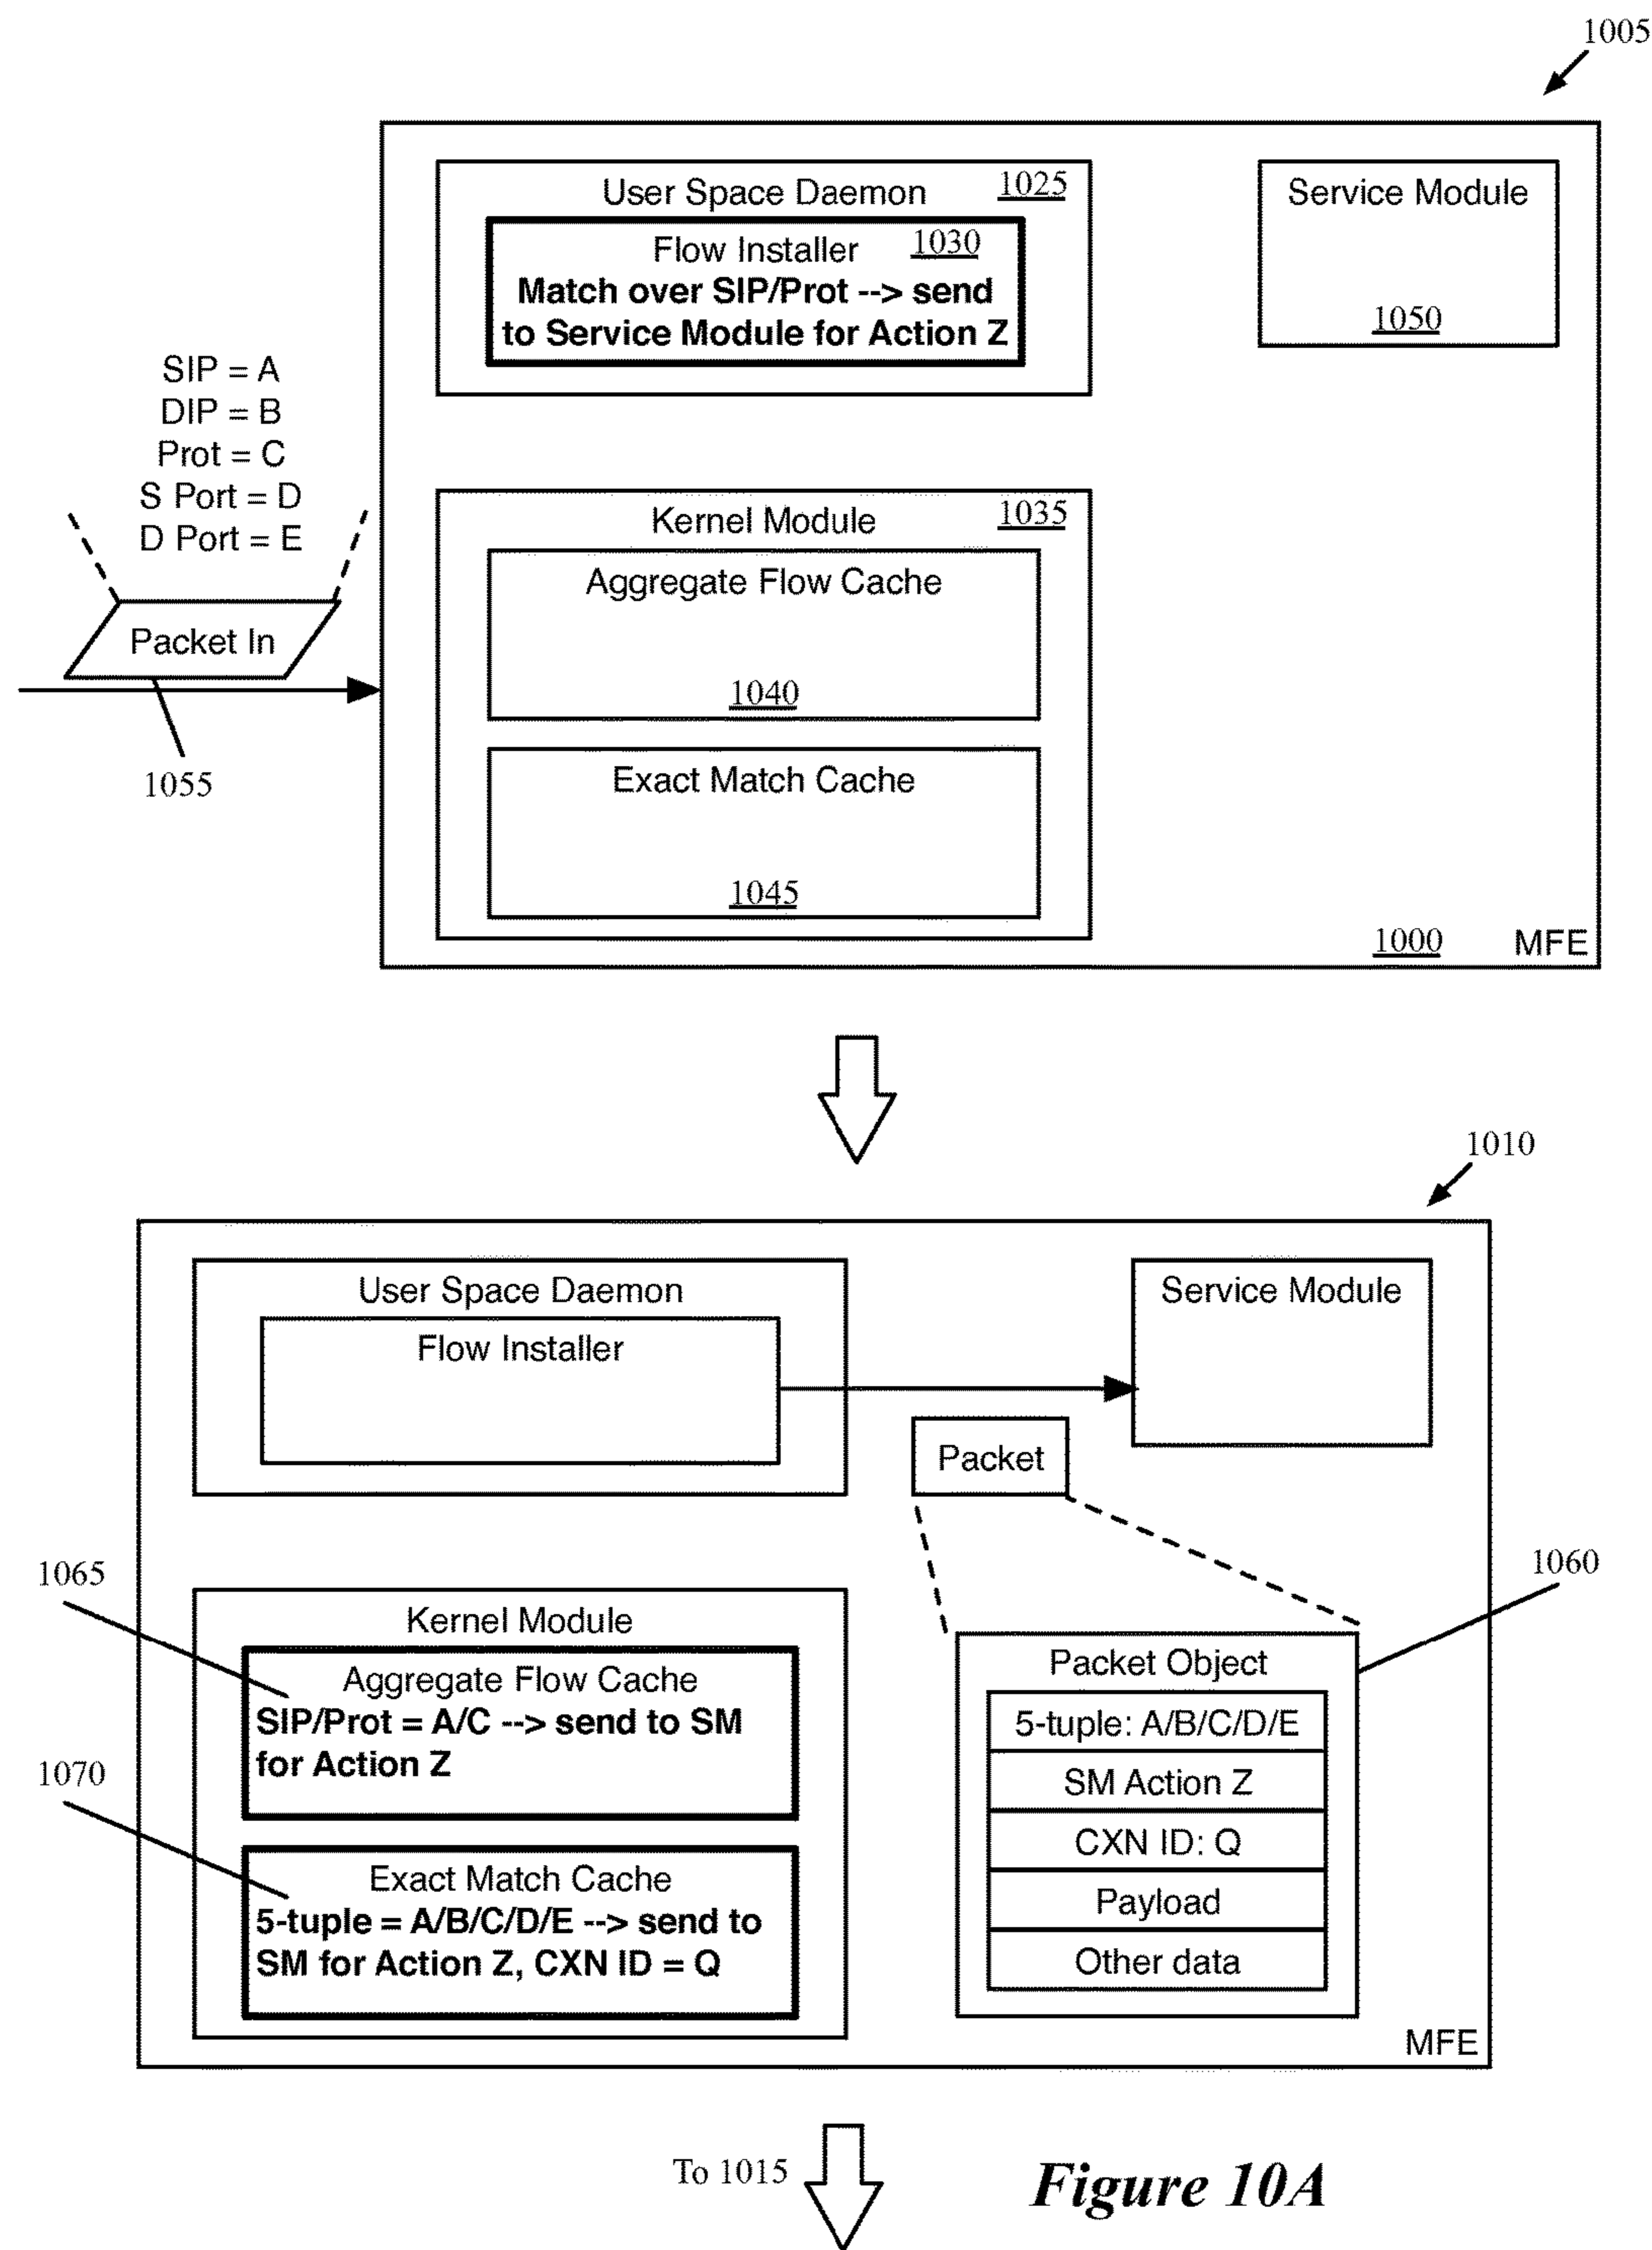 1005
User Space Daemon 1025
Flow Installer 1030
Match over SIP/Prot --> send
to Service Module for Action Z
Service Module
1050
SIP = A
DIP = B
Prot = C
S Port = D
D Port = E
Packet In
1055
Kernel Module 1035
Aggregate Flow Cache
1040
Exact Match Cache
1045
1000 MFE
1010
User Space Daemon
Flow Installer
Service Module
Packet
1065
1060
Kernel Module
Aggregate Flow Cache
SIP/Prot = A/C --> send to SM
for Action Z
1070
Exact Match Cache
5-tuple = A/B/C/D/E --> send to
SM for Action Z, CXN ID = Q
Packet Object
5-tuple: A/B/C/D/E
SM Action Z
CXN ID: Q
Payload
Other data
MFE
To 1015
Figure 10A